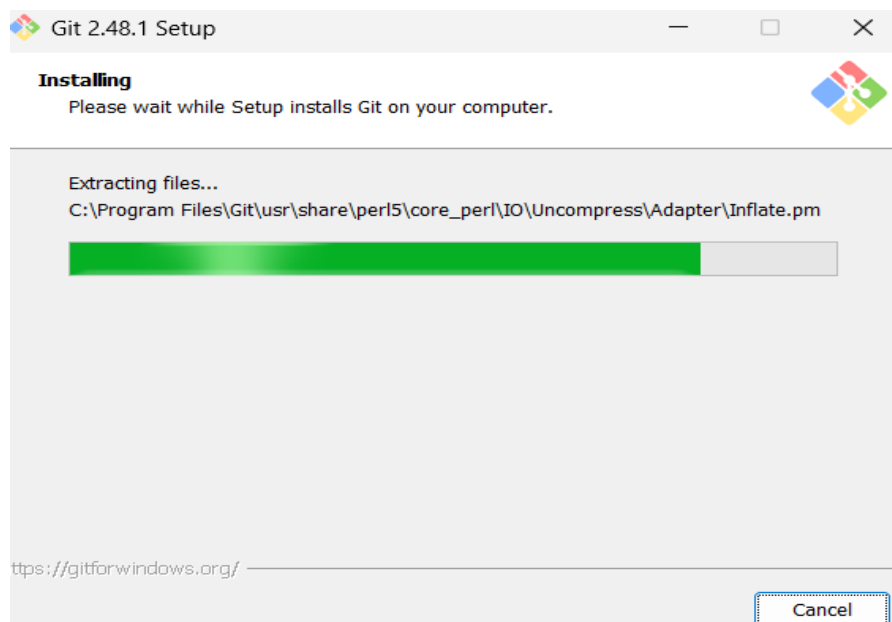 Git 2.48.1 Setup
Installing
Please wait while Setup installs Git on your computer.
Extracting files...
C:\Program Files\Git\usr\share\perl5\core_perl\IO\Uncompress\Adapter\Inflate.pm
ttps://gitforwindows.org/
Cancel